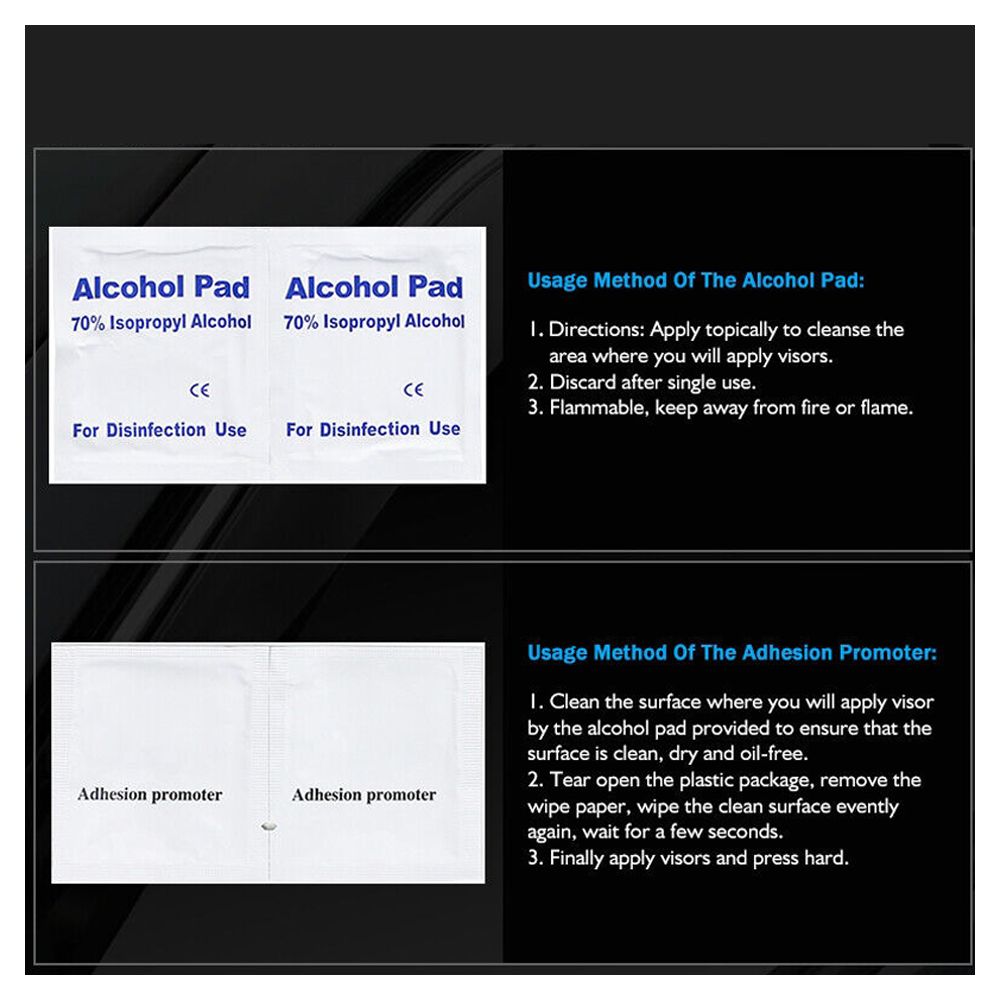 Alcohol Pad
70% Isopropyl Alcohol
CE
For Disinfection Use
Alcohol Pad
70% Isopropyl Alcohol
CE
For Disinfection Use
Usage Method Of The Alcohol Pad:
1. Directions: Apply topically to cleanse the
area where you will apply visors.
2. Discard after single use.
3. Flammable, keep away from fire or flame.
Adhesion promoter
Adhesion promoter
Usage Method Of The Adhesion Promoter:
1. Clean the surface where you will apply visor
by the alcohol pad provided to ensure that the
surface is clean, dry and oil-free.
2. Tear open the plastic package, remove the
wipe paper, wipe the clean surface evently
again, wait for a few seconds.
3. Finally apply visors and press hard.